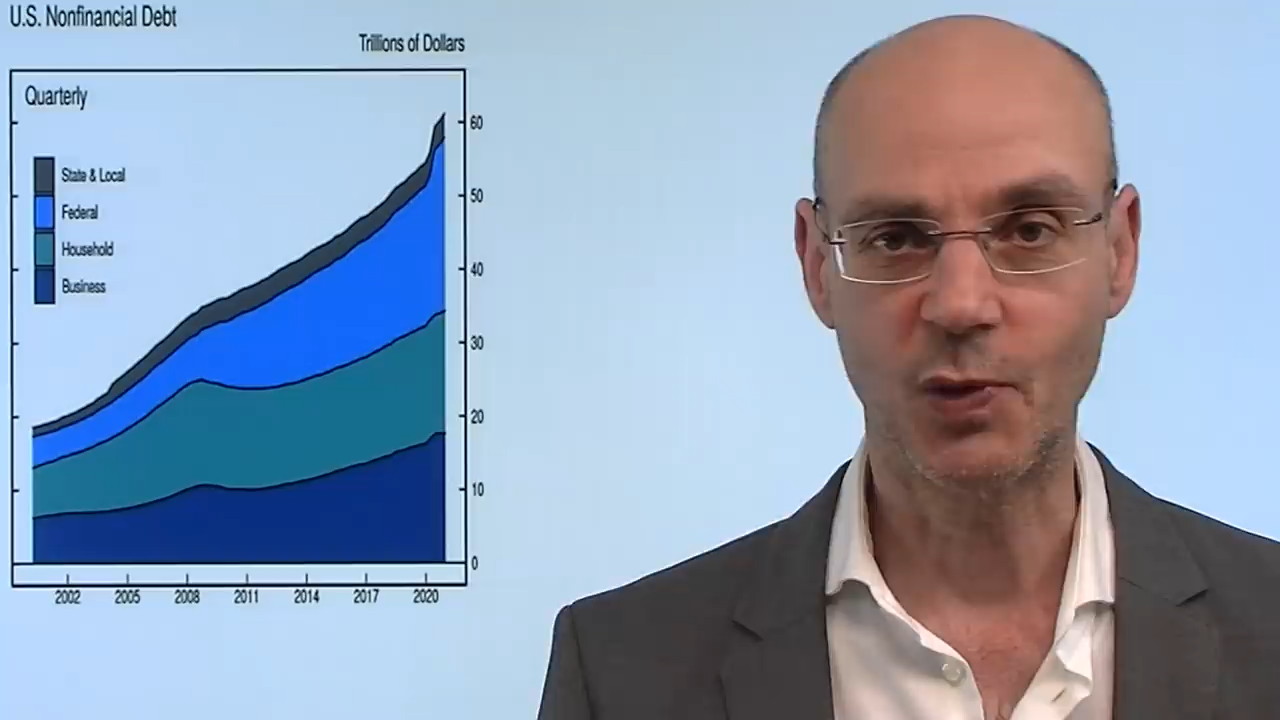 U.S. Nonfinancial Debt
Trillions of Dollars
Quarterly
State & Local
Federal
Household
Business
60
50
40
30
20
10
0
2002 2005 2008 2011 2014 2017 2020